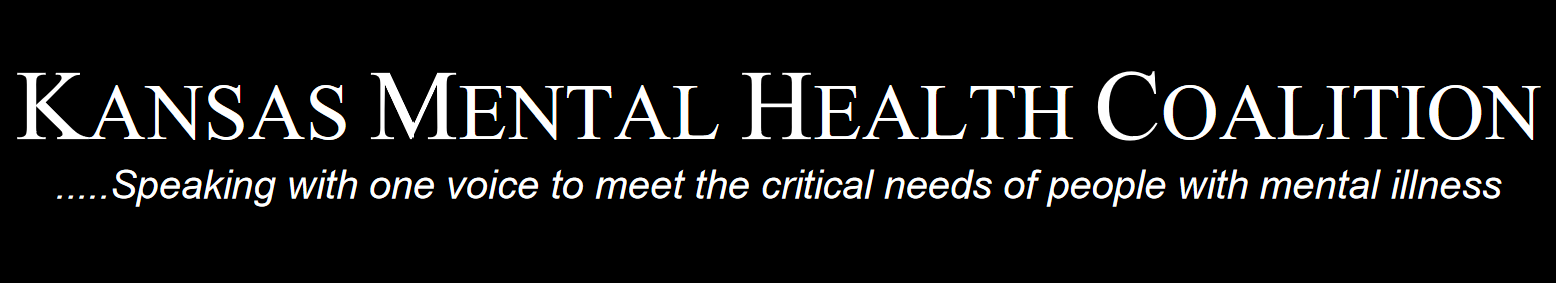 KANSAS MENTAL HEALTH COALITION
.....Speaking with one voice to meet the critical needs of people with mental illness